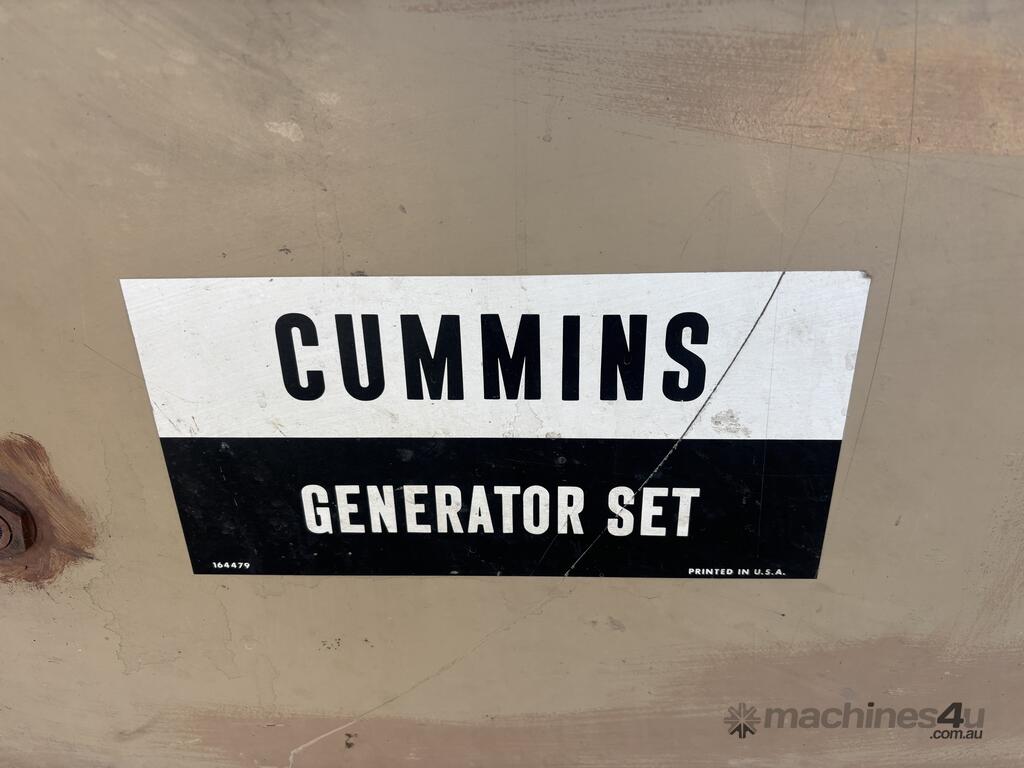 CUMMINS
GENERATOR SET
164479 PRINTED IN U.S.A.
machines4u
.com.au